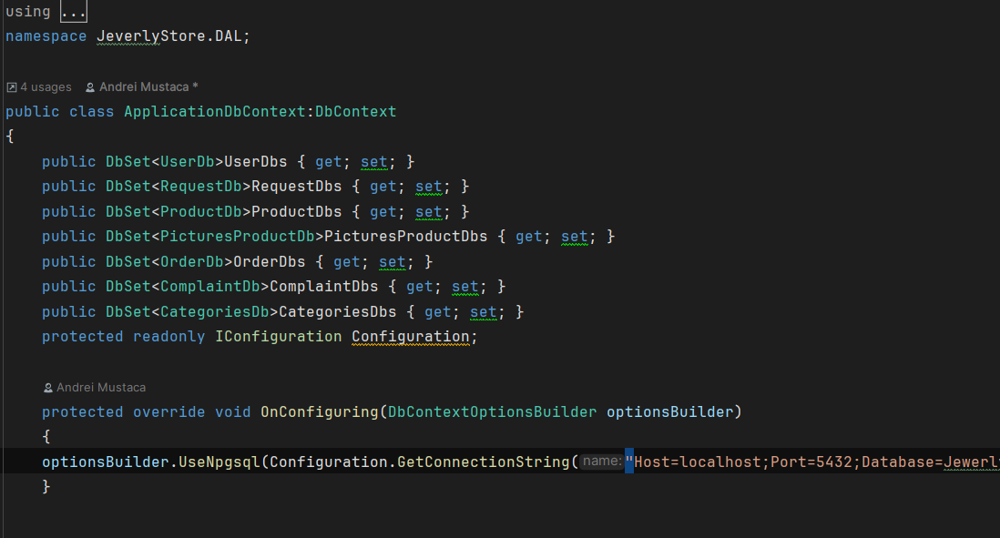 using ...
namespace JeverlyStore.DAL;
4 usages Andrei Mustaca *
public class ApplicationDbContext:DbContext
{
public DbSet<UserDb>UserDbs { get; set; }
public DbSet<RequestDb>RequestDbs { get; set; }
public DbSet<ProductDb>ProductDbs { get; set; }
public DbSet<PicturesProductDb>PicturesProductDbs { get; set; }
public DbSet<OrderDb>OrderDbs { get; set; }
public DbSet<ComplaintDb>ComplaintDbs { get; set; }
public DbSet<CategoriesDb>CategoriesDbs { get; set; }
protected readonly IConfiguration Configuration;
Andrei Mustaca
protected override void OnConfiguring(DbContextOptionsBuilder optionsBuilder)
{
optionsBuilder.UseNpgsql(Configuration.GetConnectionString( name: "Host=localhost;Port=5432;Database=Jewerl
}